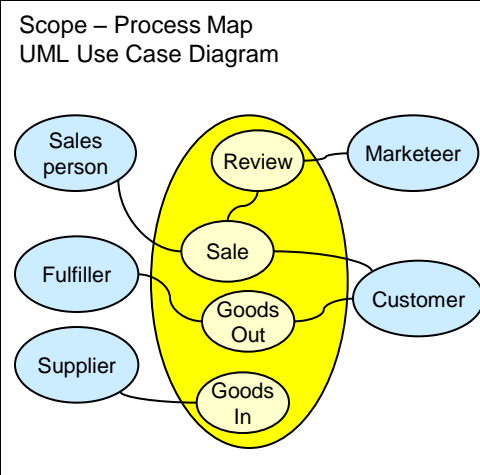 Scope – Process Map
UML Use Case Diagram
Sales
person
Review
Marketeer
Sale
Fulfiller
Goods
Out
Customer
Supplier
Goods
In